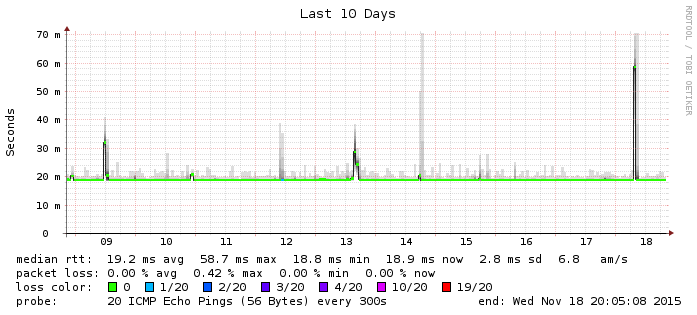 Last 10 Days
RRDTOOL / TOBI OETIKER
Seconds
70 m
60 m
50 m
40 m
30 m
20 m
10 m
0
09 10 11 12 13 14 15 16 17 18
median rtt: 19.2 ms avg 58.7 ms max 18.8 ms min 18.9 ms now 2.8 ms sd 6.8 am/s
packet loss: 0.00 % avg 0.42 % max 0.00 % min 0.00 % now
loss color: 0 1/20 2/20 3/20 4/20 10/20 19/20
probe: 20 ICMP Echo Pings (56 Bytes) every 300s end: Wed Nov 18 20:05:08 2015